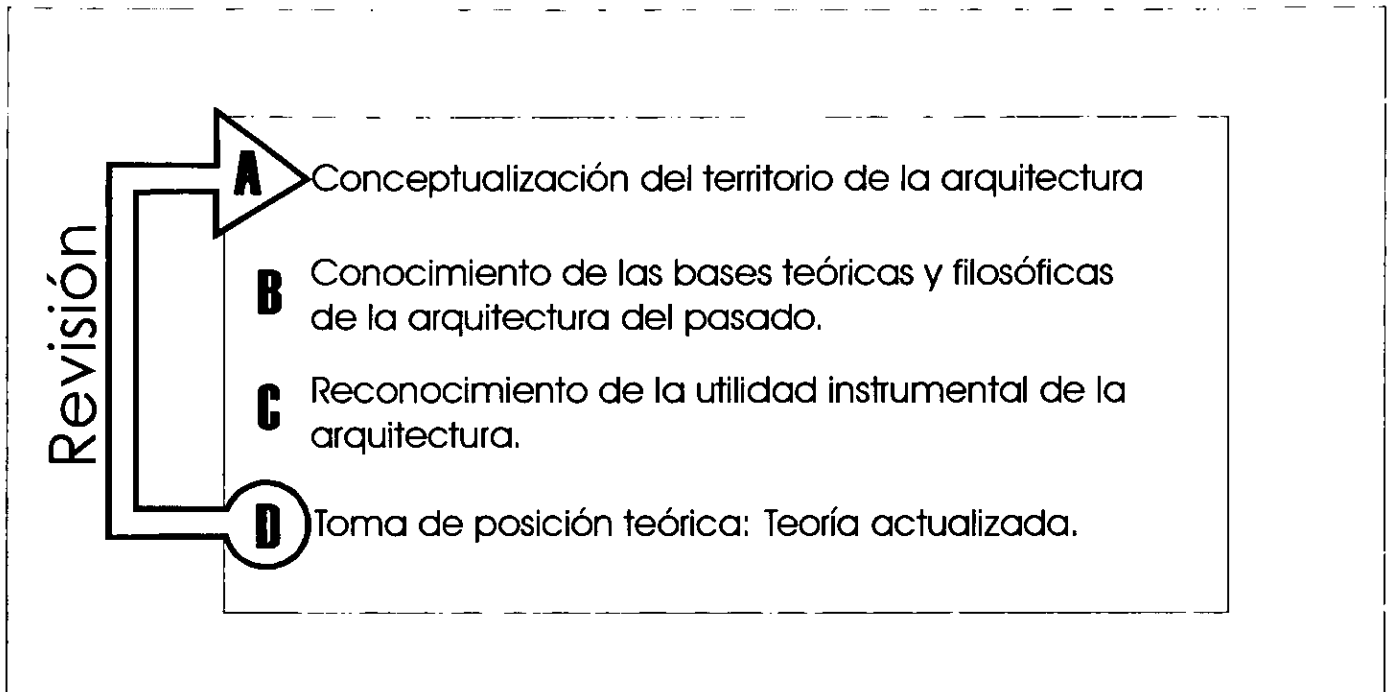 Revisión
A Conceptualización del territorio de la arquitectura
B Conocimiento de las bases teóricas y filosóficas
de la arquitectura del pasado.
C Reconocimiento de la utilidad instrumental de la
arquitectura.
D Toma de posición teórica: Teoría actualizada.